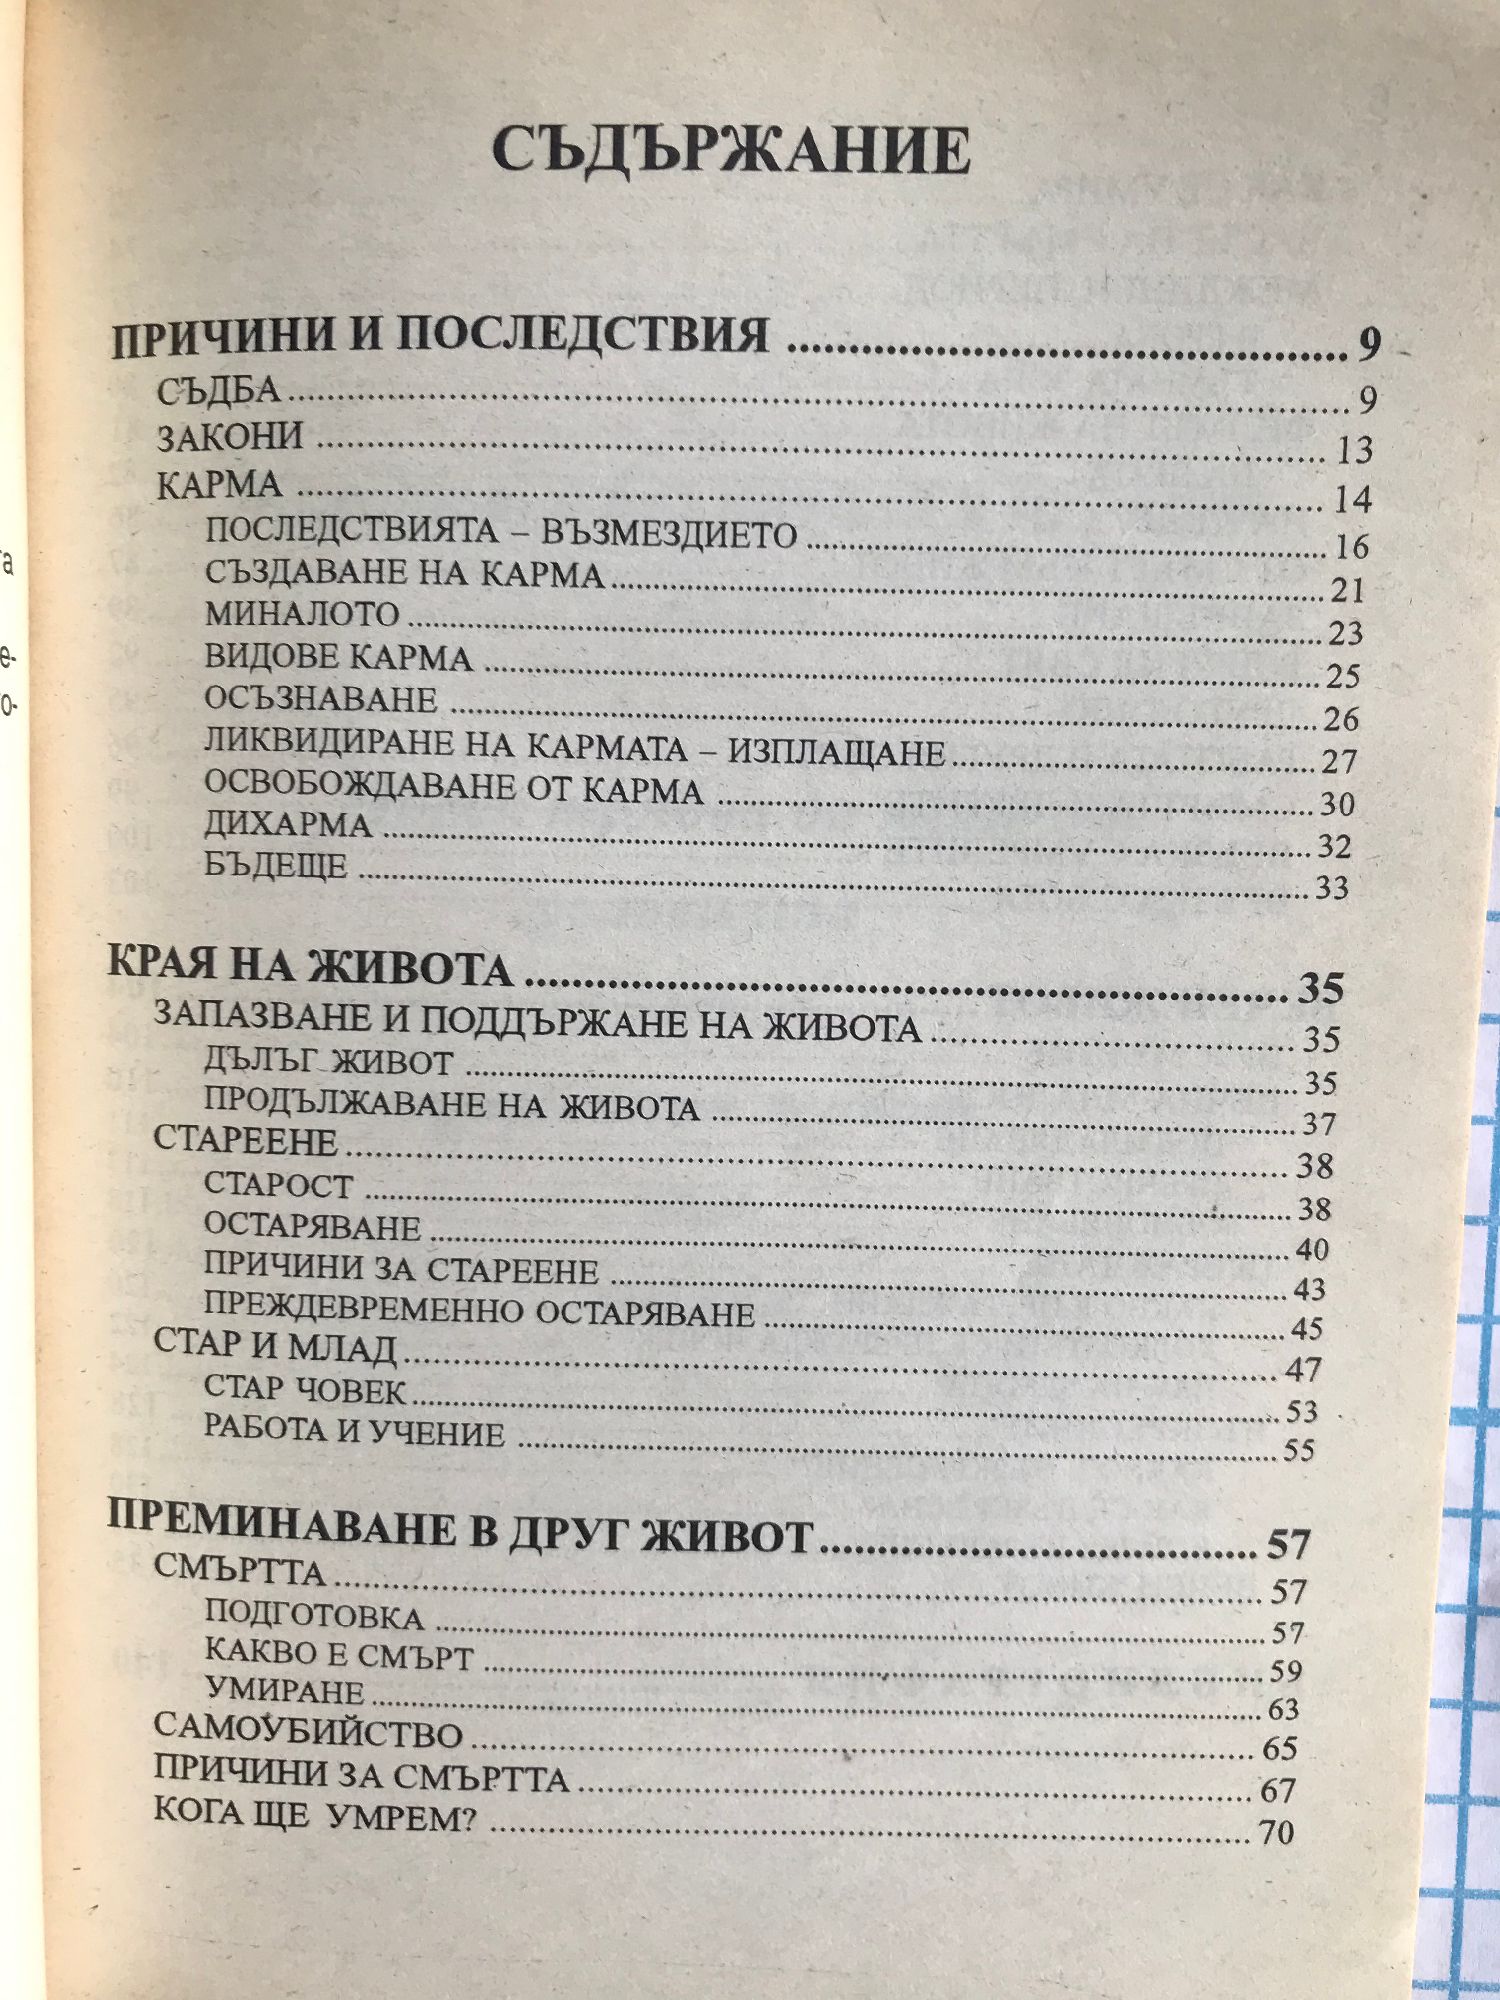 СЪДЪРЖАНИЕ
ПРИЧИНИ И ПОСЛЕДСТВИЯ ........ 9
СЪДБА ........ 9
ЗАКОНИ ........ 13
КАРМА ........ 14
ПОСЛЕДСТВИЯТА – ВЪЗМЕЗДИЕТО ........ 16
СЪЗДАВАНЕ НА КАРМА ........ 21
МИНАЛОТО ........ 23
ВИДОВЕ КАРМА ........ 25
ОСЪЗНАВАНЕ ........ 26
ЛИКВИДИРАНЕ НА КАРМАТА – ИЗПЛАЩАНЕ ........ 27
ОСВОБОЖДАВАНЕ ОТ КАРМА ........ 30
ДИХАРМА ........ 32
БЪДЕЩЕ ........ 33
КРАЯ НА ЖИВОТА ........ 35
ЗАПАЗВАНЕ И ПОДДЪРЖАНЕ НА ЖИВОТА ........ 35
ДЪЛЪГ ЖИВОТ ........ 35
ПРОДЪЛЖАВАНЕ НА ЖИВОТА ........ 37
СТАРЕЕНЕ ........ 38
СТАРОСТ ........ 38
ОСТАРЯВАНЕ ........ 40
ПРИЧИНИ ЗА СТАРЕЕНЕ ........ 43
ПРЕЖДЕВРЕМЕННО ОСТАРЯВАНЕ ........ 45
СТАР И МЛАД ........ 47
СТАР ЧОВЕК ........ 53
РАБОТА И УЧЕНИЕ ........ 55
ПРЕМИНАВАНЕ В ДРУГ ЖИВОТ ........ 57
СМЪРТТА ........ 57
ПОДГОТОВКА ........ 57
КАКВО Е СМЪРТ ........ 59
УМИРАНЕ ........ 63
САМОУБИЙСТВО ........ 65
ПРИЧИНИ ЗА СМЪРТТА ........ 67
КОГА ЩЕ УМРЕМ? ........ 70